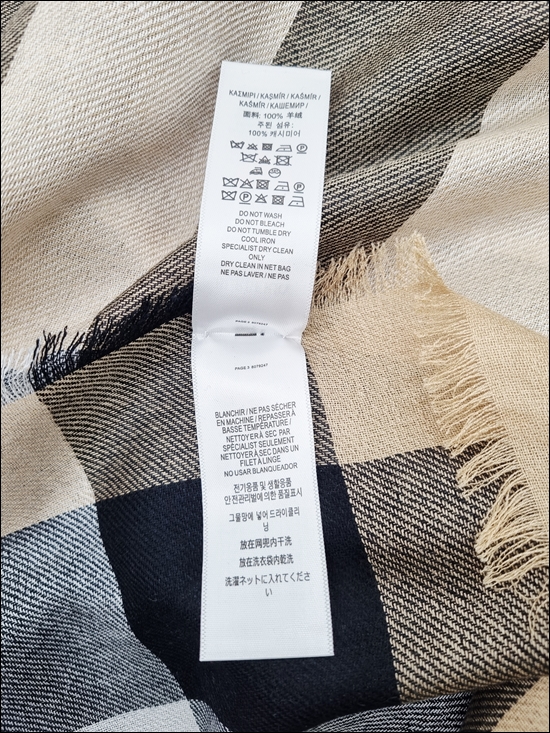 ΚΑΣΜΙΡΙ / KAŞMİR / KAŠMĪR /
KAŠMÍR / КАШЕМИР /
面料: 100% 羊绒
주된 섬유:
100% 캐시미어
DO NOT WASH
DO NOT BLEACH
DO NOT TUMBLE DRY
COOL IRON
SPECIALIST DRY CLEAN
ONLY
DRY CLEAN IN NET BAG
NE PAS LAVER / NE PAS
BLANCHIR / NE PAS SÉCHER
EN MACHINE / REPASSER À
BASSE TEMPÉRATURE /
NETTOYER À SEC PAR
SPÉCIALIST SEULEMENT
NETTOYER À SEC DANS UN
FILET À LINGE
NO USAR BLANQUEADOR
전기용품 및 생활용품
안전관리법에 의한 품질표시
그물망에 넣어 드라이클리
닝
放在网兜内干洗
放在洗衣袋内乾洗
洗濯ネットに入れてくださ
い